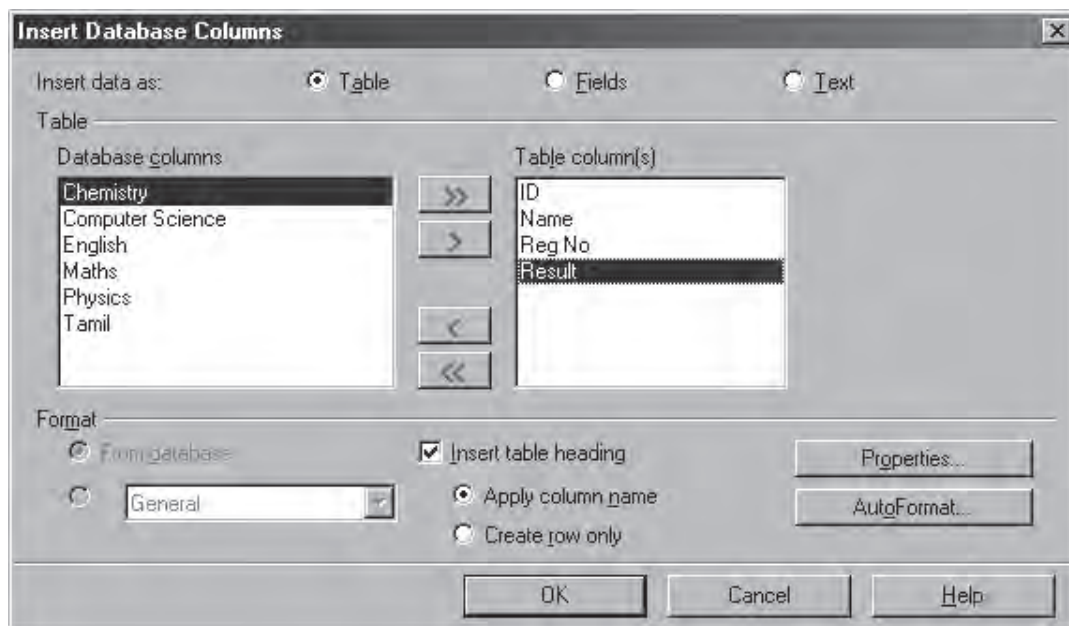 Insert Database Columns
Insert data as: Table Fields Text
Table
Database columns
Chemistry
Computer Science
English
Maths
Physics
Tamil
>>
>
<
<<
Table column(s)
ID
Name
Reg No
Result
Format
From database
General
Insert table heading
Apply column name
Create row only
Properties...
AutoFormat...
OK Cancel Help